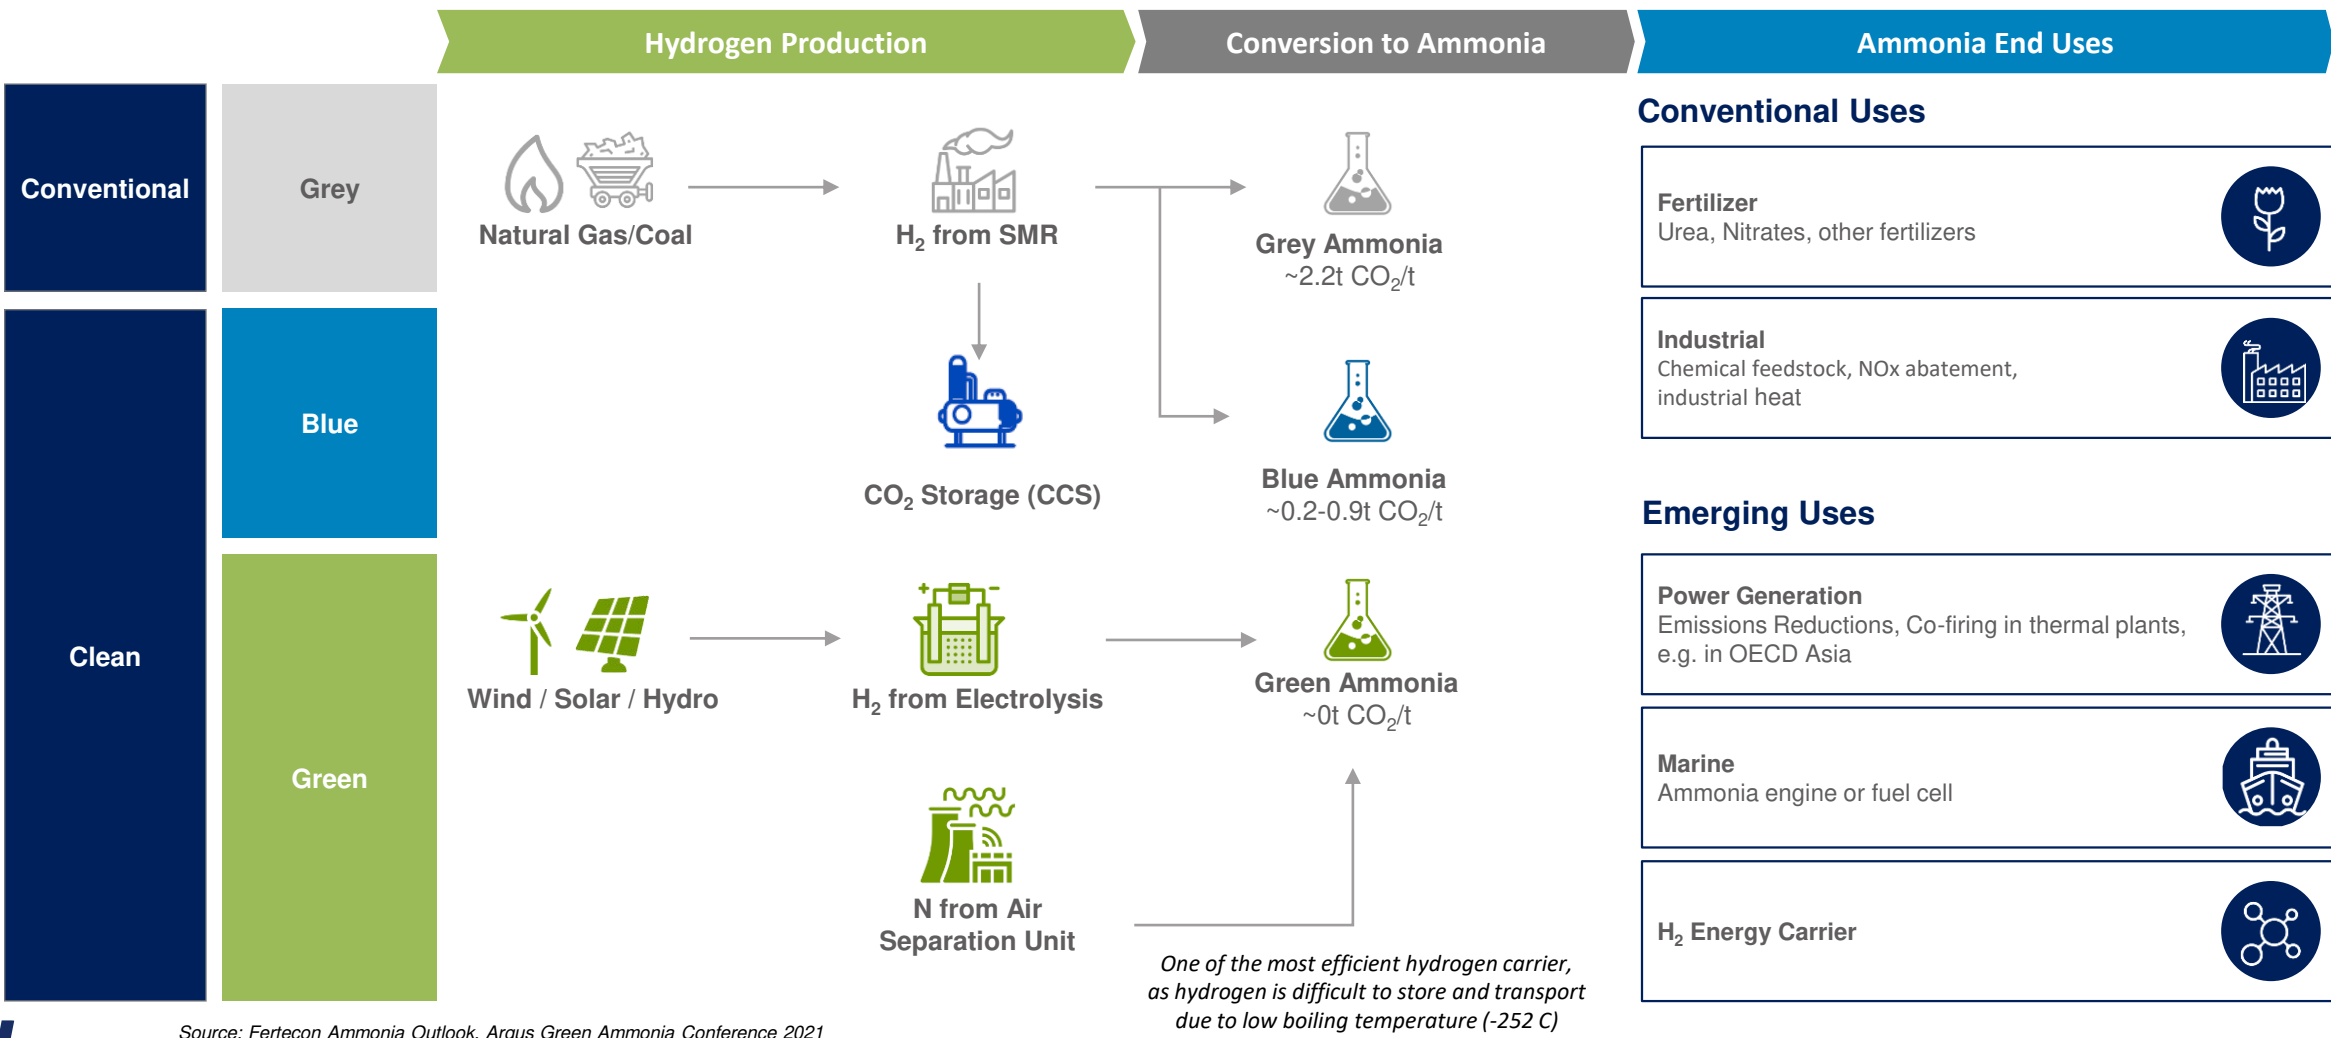 Hydrogen Production
Conversion to Ammonia
Ammonia End Uses
Conventional
Grey
Natural Gas/Coal
H₂ from SMR
Grey Ammonia
~2.2t CO₂/t
Clean
Blue
CO₂ Storage (CCS)
Blue Ammonia
~0.2-0.9t CO₂/t
Green
Wind / Solar / Hydro
H₂ from Electrolysis
Green Ammonia
~0t CO₂/t
N from Air
Separation Unit
One of the most efficient hydrogen carrier,
as hydrogen is difficult to store and transport
due to low boiling temperature (-252 C)
Conventional Uses
Fertilizer
Urea, Nitrates, other fertilizers
Industrial
Chemical feedstock, NOx abatement,
industrial heat
Emerging Uses
Power Generation
Emissions Reductions, Co-firing in thermal plants,
e.g. in OECD Asia
Marine
Ammonia engine or fuel cell
H₂ Energy Carrier
Source: Fertecon Ammonia Outlook, Argus Green Ammonia Conference 2021